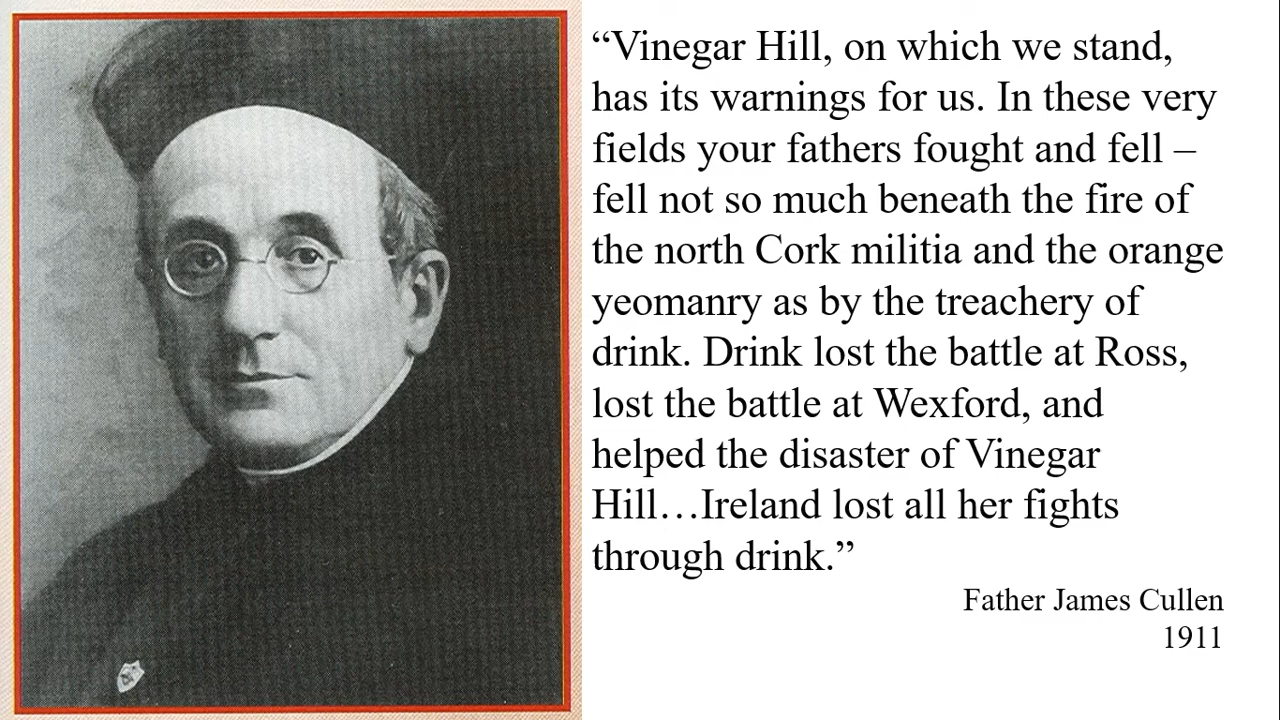 “Vinegar Hill, on which we stand,
has its warnings for us. In these very
fields your fathers fought and fell –
fell not so much beneath the fire of
the north Cork militia and the orange
yeomanry as by the treachery of
drink. Drink lost the battle at Ross,
lost the battle at Wexford, and
helped the disaster of Vinegar
Hill…Ireland lost all her fights
through drink.”
Father James Cullen
1911